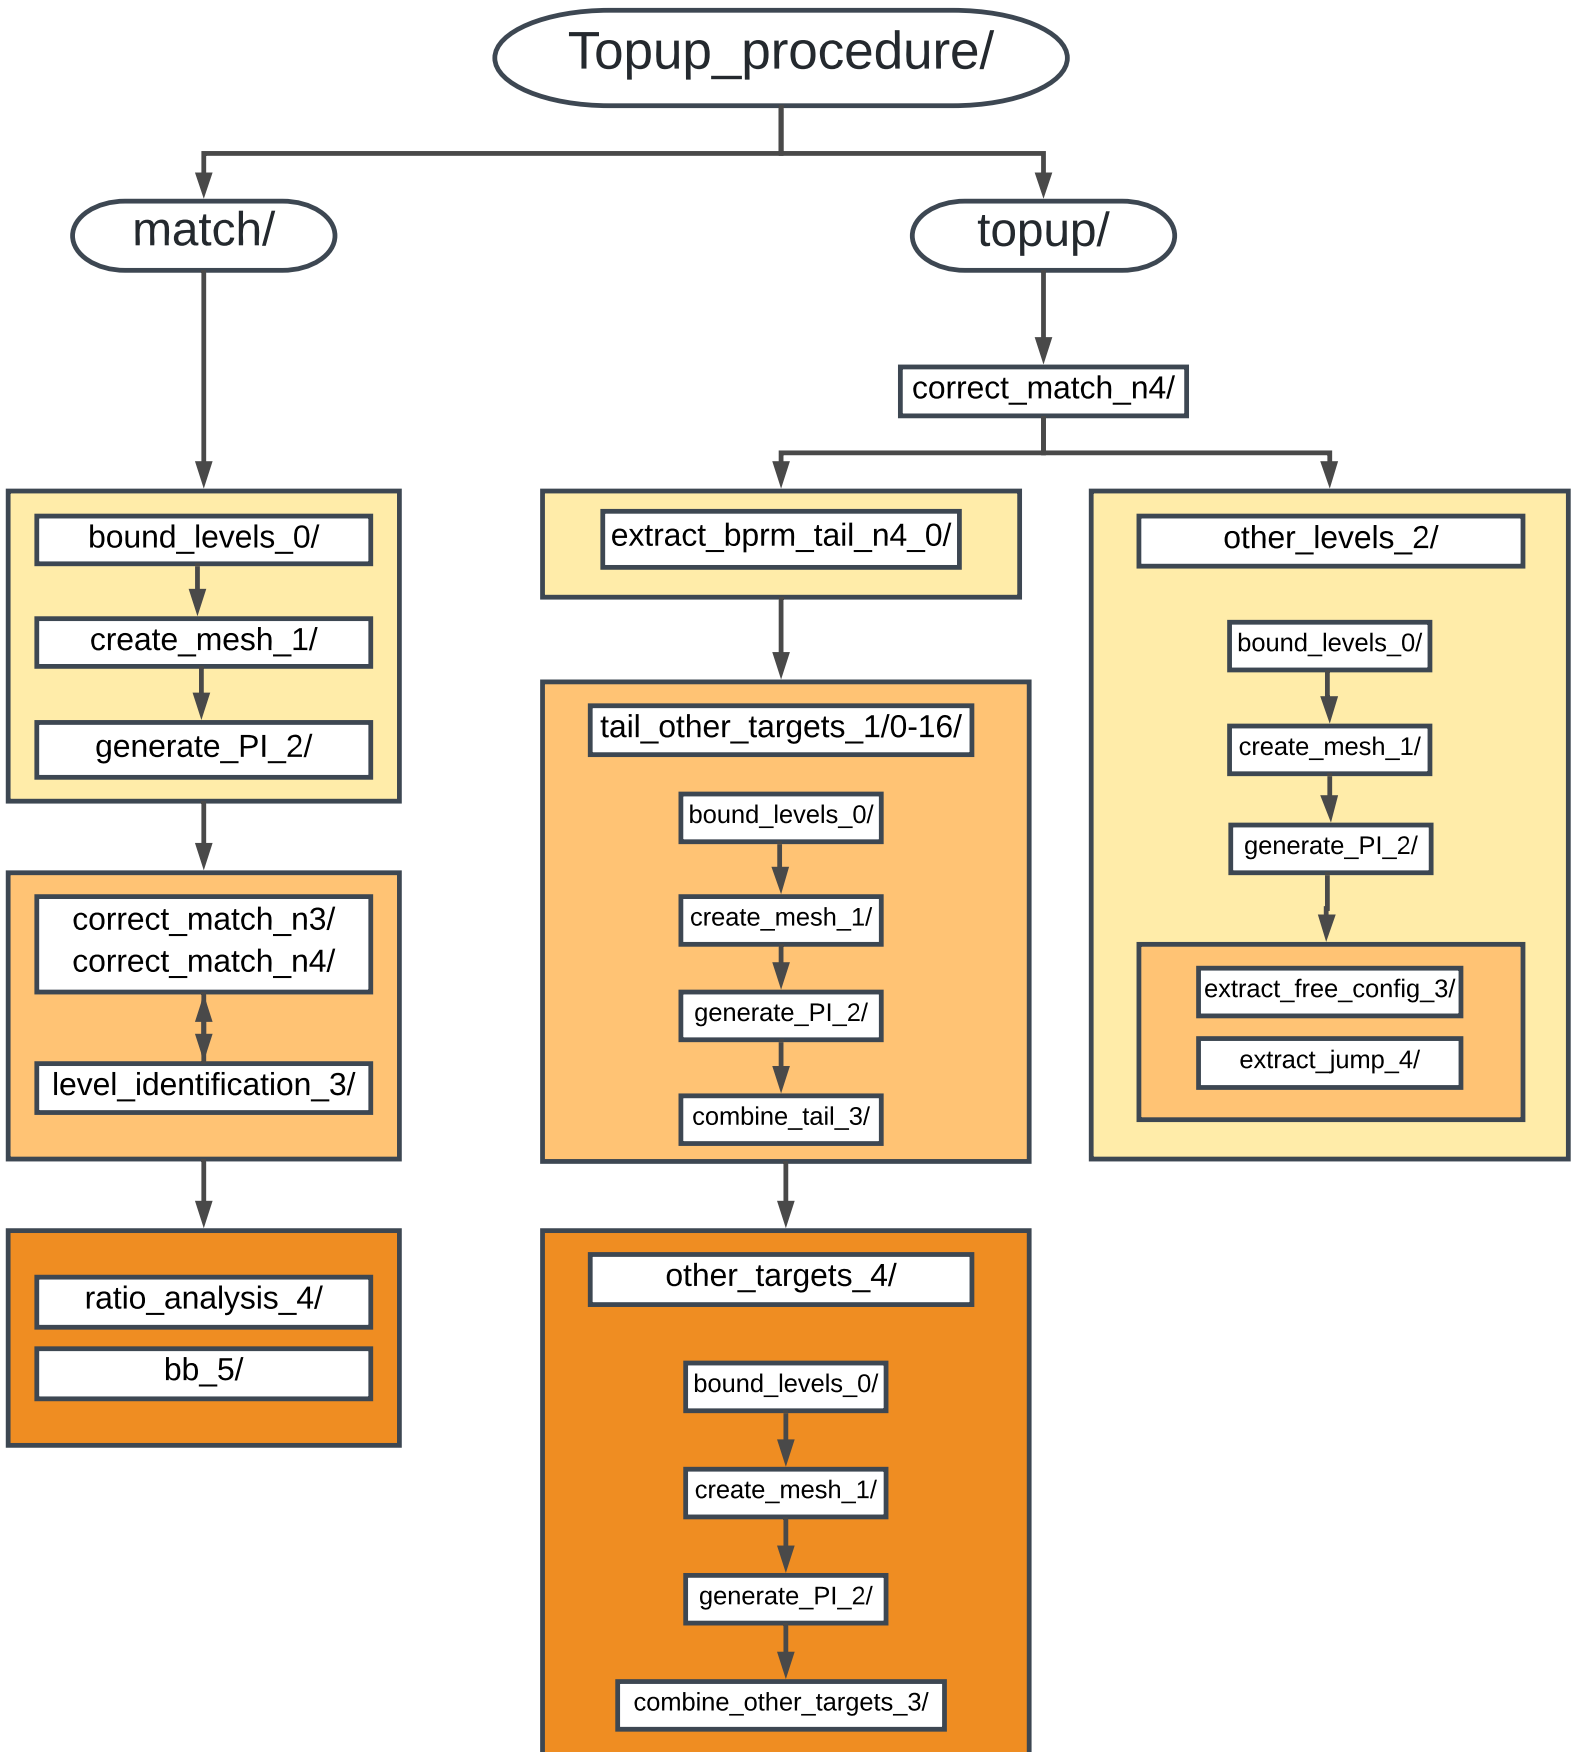 Topup_procedure/
match/
topup/
correct_match_n4/
bound_levels_0/
create_mesh_1/
generate_PI_2/
correct_match_n3/
correct_match_n4/
level_identification_3/
ratio_analysis_4/
bb_5/
extract_bprm_tail_n4_0/
tail_other_targets_1/0-16/
bound_levels_0/
create_mesh_1/
generate_PI_2/
combine_tail_3/
other_targets_4/
bound_levels_0/
create_mesh_1/
generate_PI_2/
combine_other_targets_3/
other_levels_2/
bound_levels_0/
create_mesh_1/
generate_PI_2/
extract_free_config_3/
extract_jump_4/